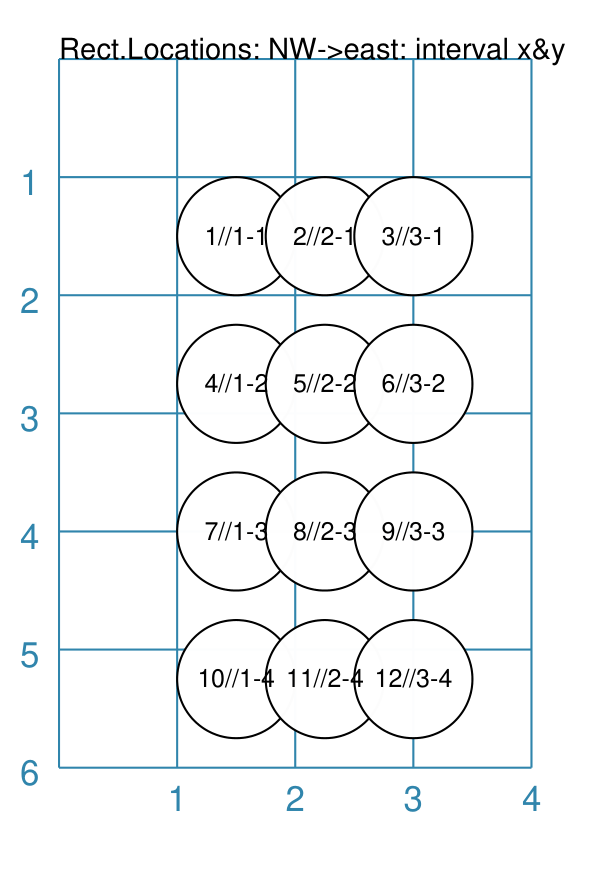 Rect.Locations: NW->east: interval x&y
1
1//1-1 2//2-1 3//3-1
2
4//1-2 5//2-2 6//3-2
3
7//1-3 8//2-3 9//3-3
4
5
10//1-4 11//2-4 12//3-4
6
1 2 3 4